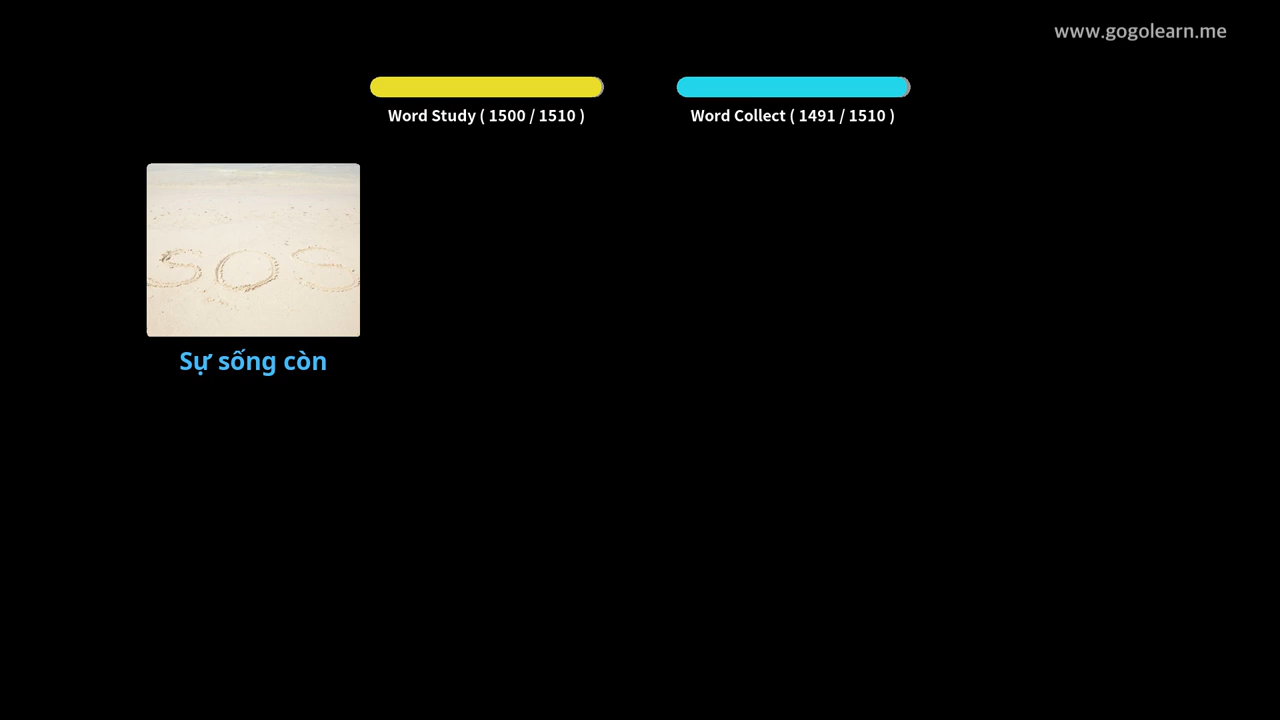 www.gogolearn.me
Word Study ( 1500 / 1510 )
Word Collect ( 1491 / 1510 )
SOS
Sự sống còn